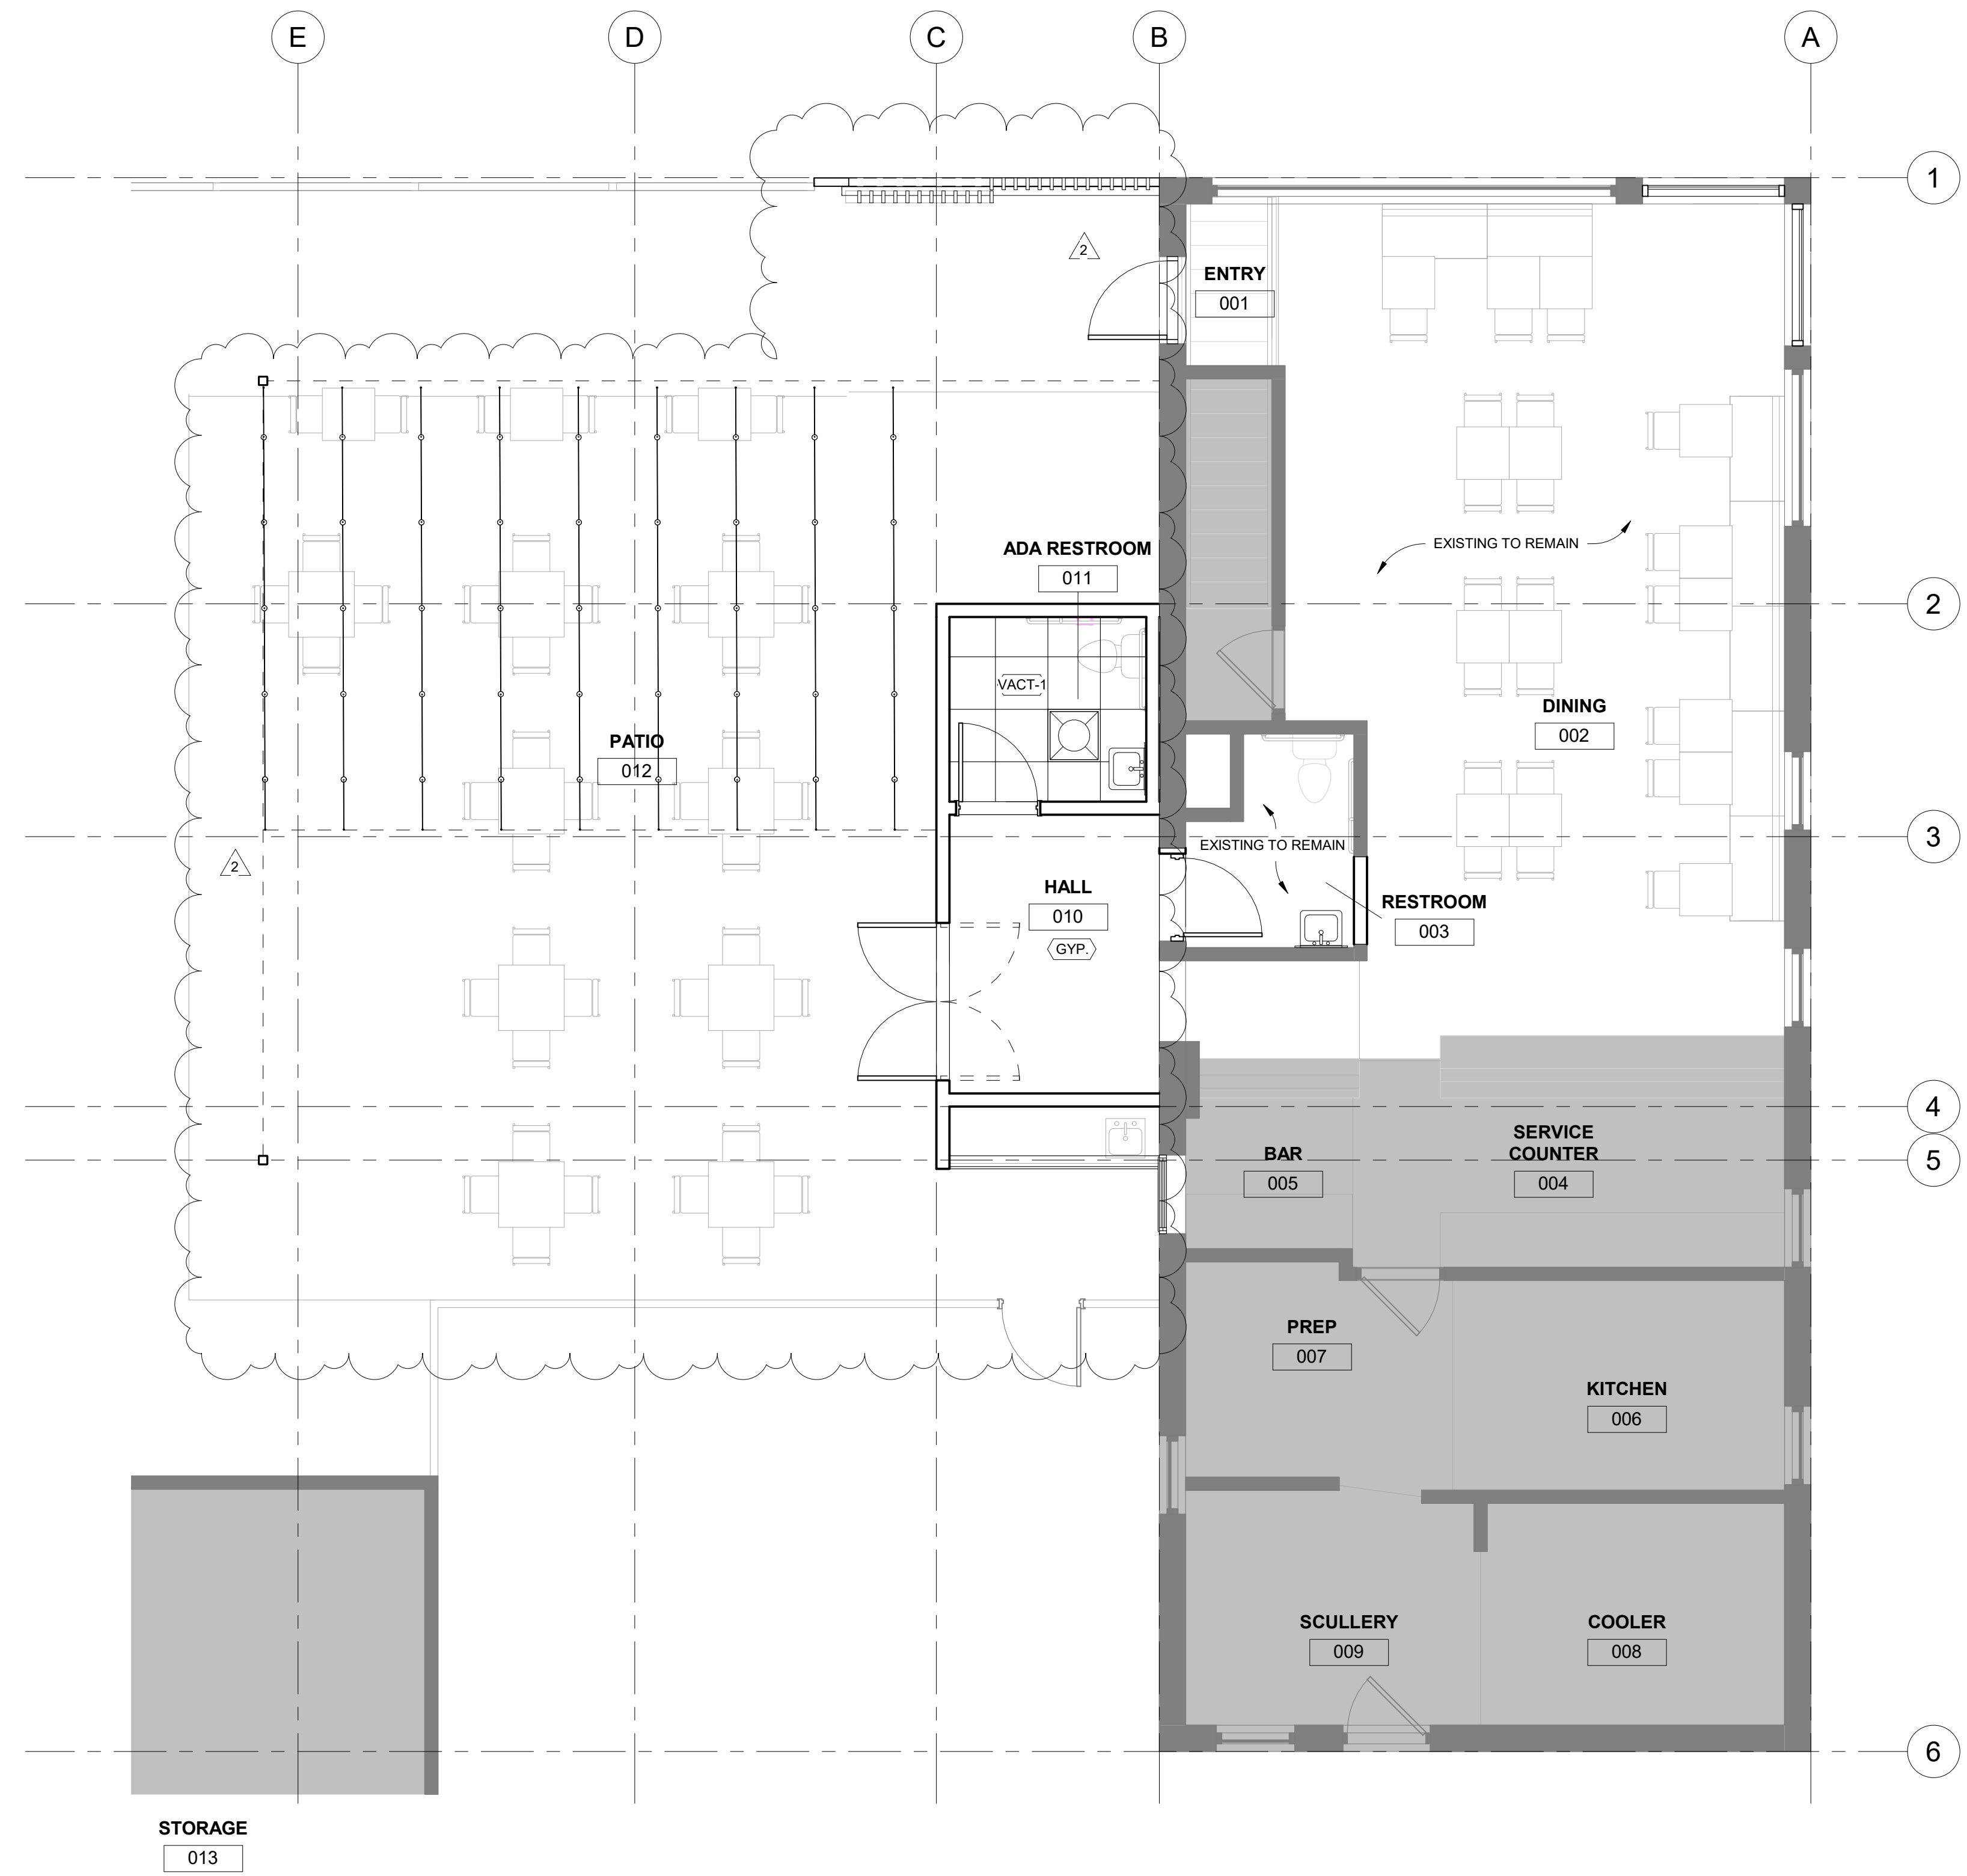 E
D
C
B
A
1
2
ENTRY
001
EXISTING TO REMAIN
ADA RESTROOM
011
2
VACT-1
DINING
002
PATIO
012
3
EXISTING TO REMAIN
2
HALL
010
GYP.
RESTROOM
003
4
SERVICE
COUNTER
004
BAR
005
5
PREP
007
KITCHEN
006
SCULLERY
009
COOLER
008
6
STORAGE
013